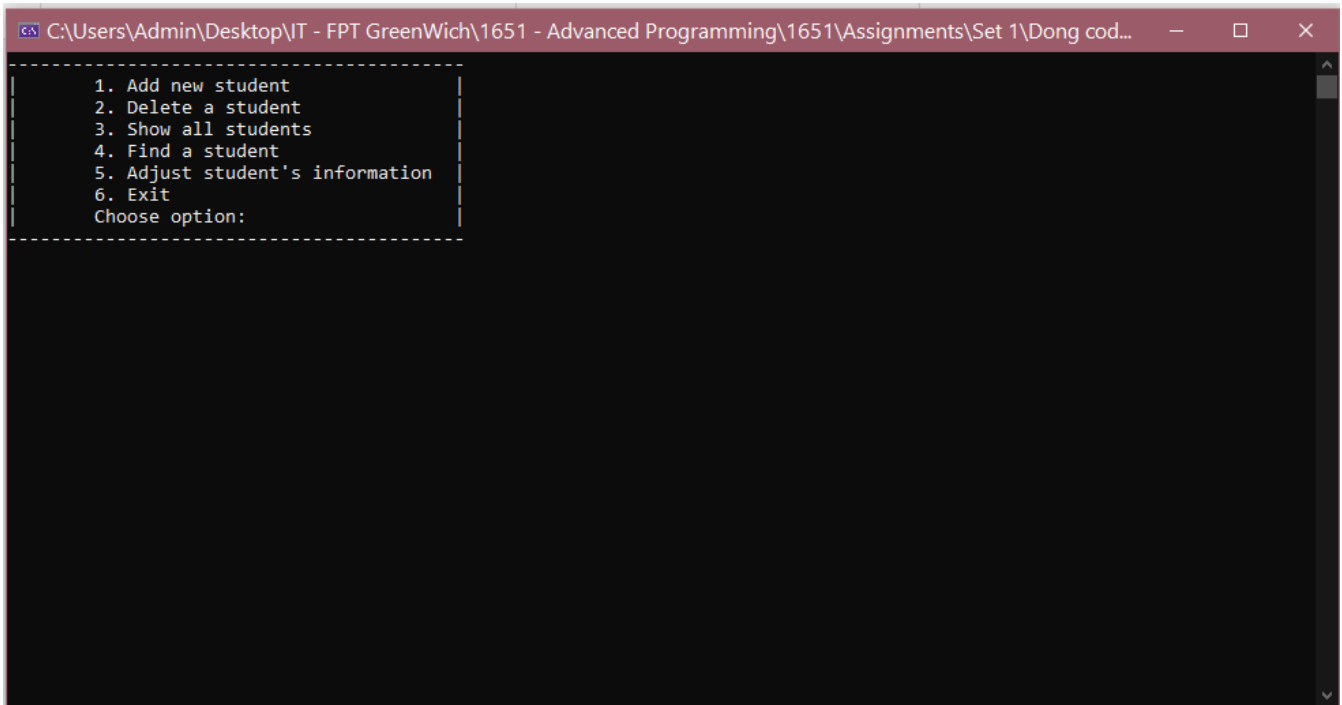 C:\Users\Admin\Desktop\IT - FPT GreenWich\1651 - Advanced Programming\1651\Assignments\Set 1\Dong cod...
------------------------------------------
|	1. Add new student	|
|	2. Delete a student	|
|	3. Show all students	|
|	4. Find a student	|
|	5. Adjust student's information	|
|	6. Exit	|
|	Choose option:	|
------------------------------------------